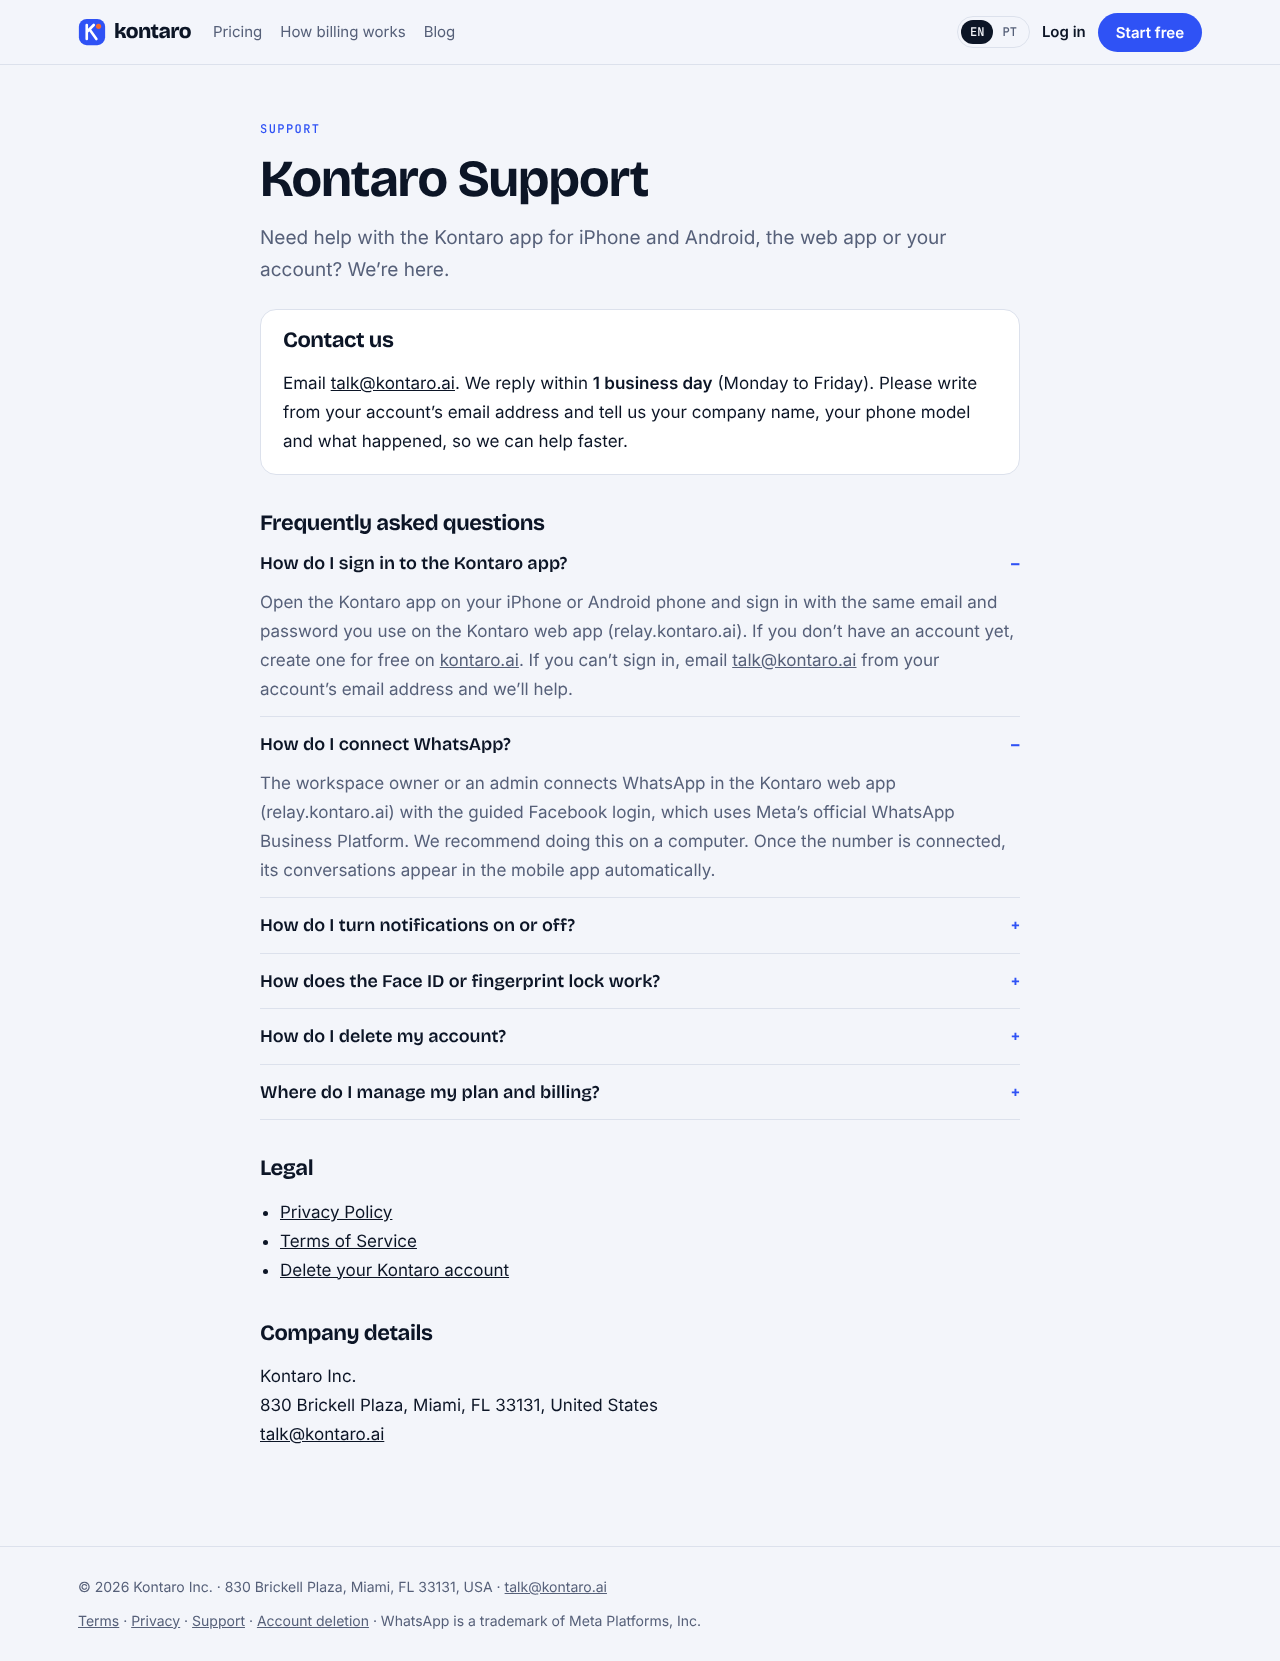 kontaro Pricing How billing works Blog EN PT Log in Start free
SUPPORT
Kontaro Support
Need help with the Kontaro app for iPhone and Android, the web app or your
account? We’re here.
Contact us
Email talk@kontaro.ai. We reply within 1 business day (Monday to Friday). Please write
from your account’s email address and tell us your company name, your phone model
and what happened, so we can help faster.
Frequently asked questions
How do I sign in to the Kontaro app? –
Open the Kontaro app on your iPhone or Android phone and sign in with the same email and
password you use on the Kontaro web app (relay.kontaro.ai). If you don’t have an account yet,
create one for free on kontaro.ai. If you can’t sign in, email talk@kontaro.ai from your
account’s email address and we’ll help.
How do I connect WhatsApp? –
The workspace owner or an admin connects WhatsApp in the Kontaro web app
(relay.kontaro.ai) with the guided Facebook login, which uses Meta’s official WhatsApp
Business Platform. We recommend doing this on a computer. Once the number is connected,
its conversations appear in the mobile app automatically.
How do I turn notifications on or off? +
How does the Face ID or fingerprint lock work? +
How do I delete my account? +
Where do I manage my plan and billing? +
Legal
• Privacy Policy
• Terms of Service
• Delete your Kontaro account
Company details
Kontaro Inc.
830 Brickell Plaza, Miami, FL 33131, United States
talk@kontaro.ai
© 2026 Kontaro Inc. · 830 Brickell Plaza, Miami, FL 33131, USA · talk@kontaro.ai
Terms · Privacy · Support · Account deletion · WhatsApp is a trademark of Meta Platforms, Inc.